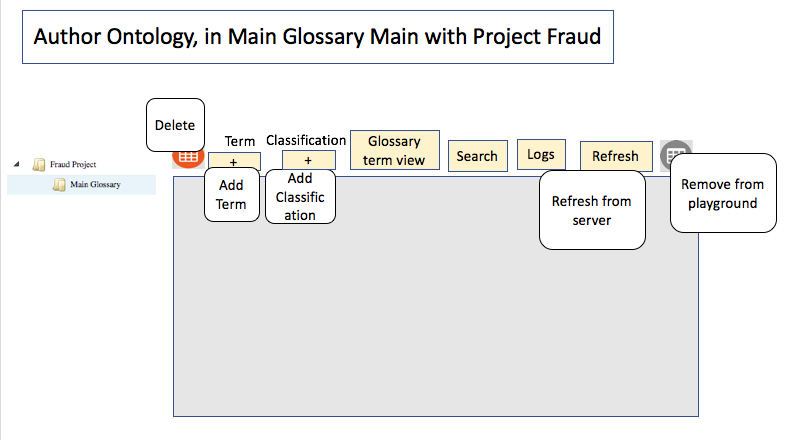 Author Ontology, in Main Glossary Main with Project Fraud
Delete
Term
Classification
Glossary
term view
Search
Logs
Refresh
+
+
Fraud Project
Main Glossary
Add
Term
Add
Classific
ation
Refresh from
server
Remove from
playground